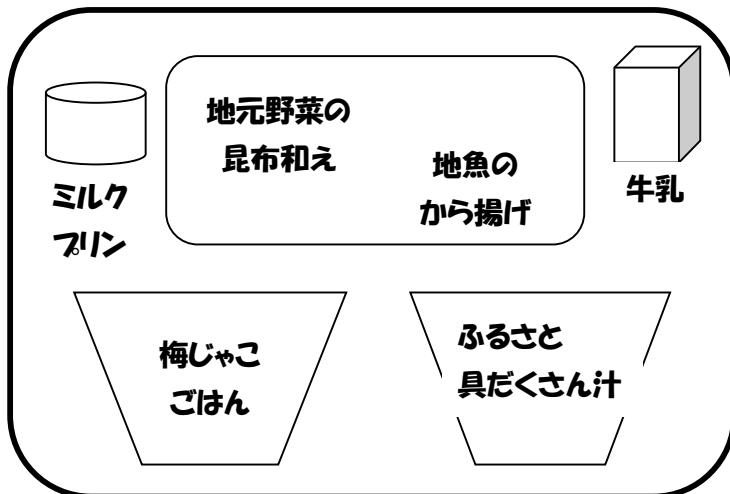 地元野菜の
昆布和え
地魚の
から揚げ
ミルク
プリン
牛乳
梅じゃこ
ごはん
ふるさと
具だくさん汁